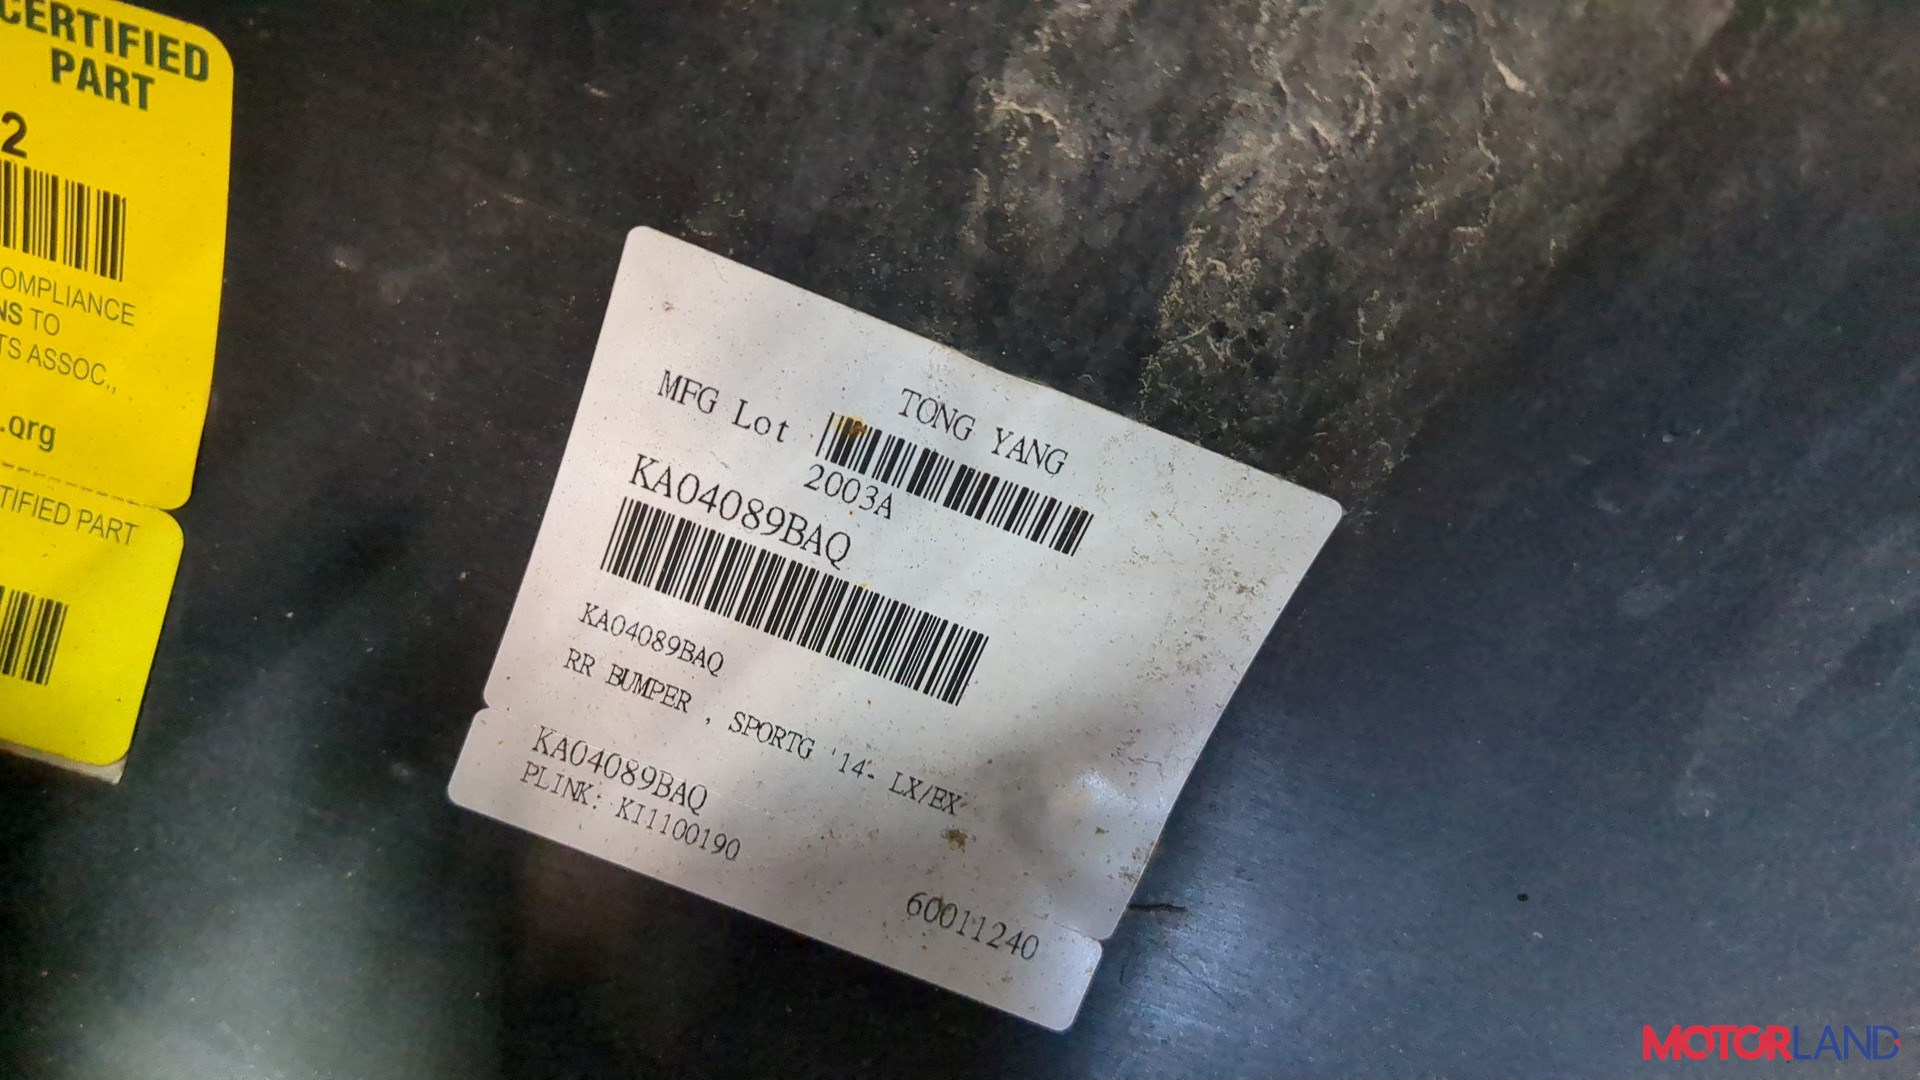 CERTIFIED
PART
2
OMPLIANCE
NS TO
TS ASSOC.,
.org
TIFIED PART
TONG YANG
MFG Lot
2003A
KA04089BAQ
KA04089BAQ
RR BUMPER , SPORTG '14- LX/EX
KA04089BAQ
PLINK: KI1100190
60011240
MOTORLAND